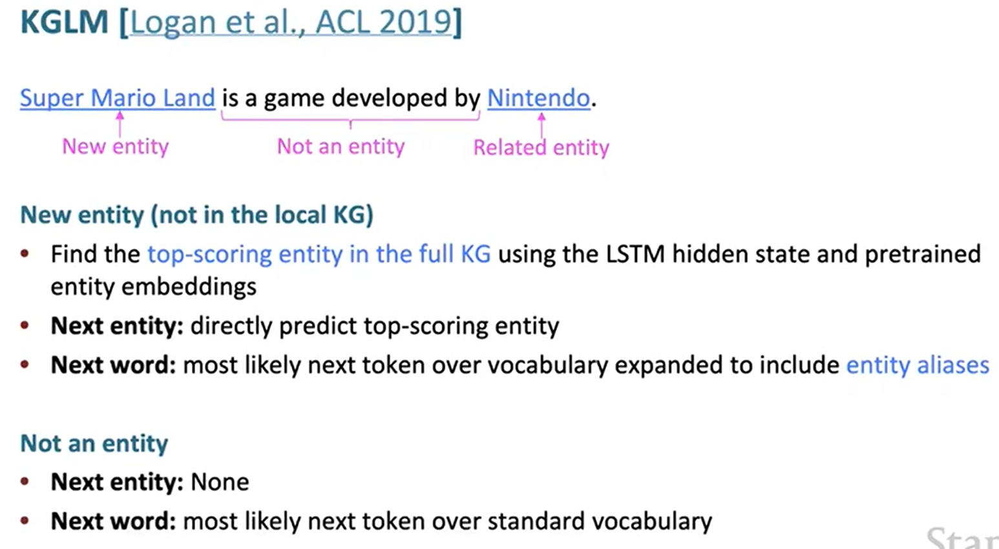 KGLM [Logan et al., ACL 2019]
Super Mario Land is a game developed by Nintendo.
New entity Not an entity Related entity
New entity (not in the local KG)
• Find the top-scoring entity in the full KG using the LSTM hidden state and pretrained
entity embeddings
• Next entity: directly predict top-scoring entity
• Next word: most likely next token over vocabulary expanded to include entity aliases
Not an entity
• Next entity: None
• Next word: most likely next token over standard vocabulary